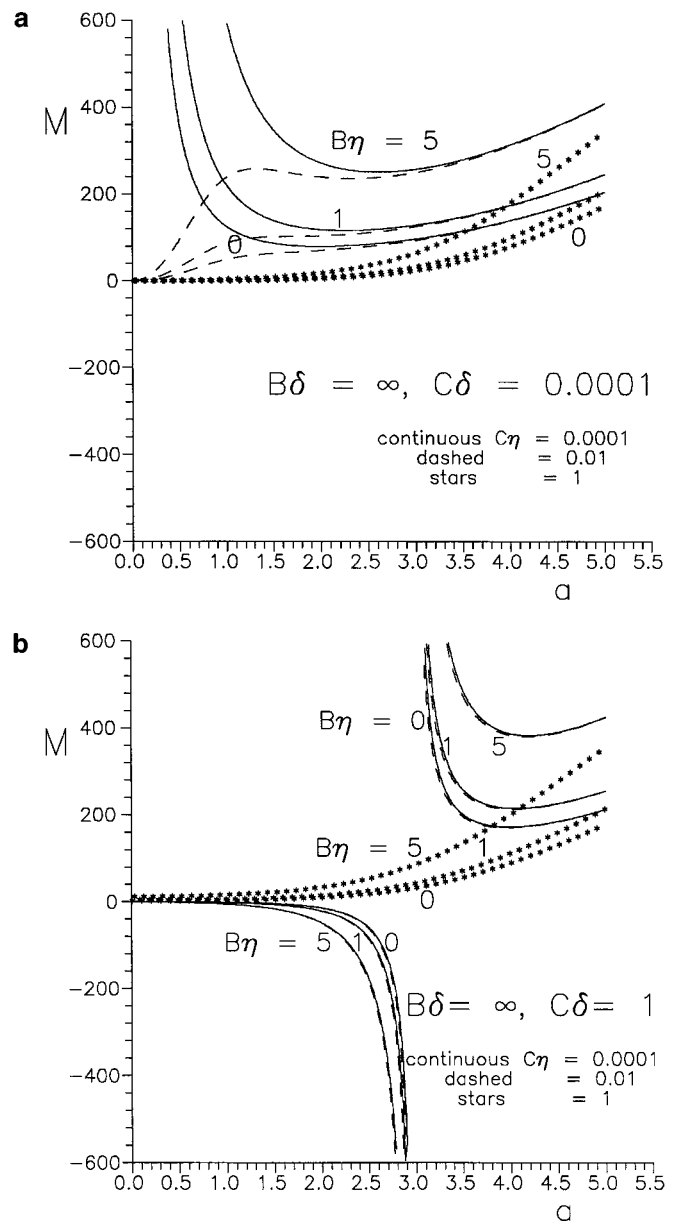 a
600
M
400
Bη = 5
5
200
1
0
0
0
−200
Bδ = ∞, Cδ = 0.0001
continuous Cη = 0.0001
dashed = 0.01
stars = 1
−400
−600
0.0 0.5 1.0 1.5 2.0 2.5 3.0 3.5 4.0 4.5 5.0 5.5
a
b
600
M
Bη = 0
1
5
400
200
Bη = 5
1
0
0
Bη = 5 1 0
−200
Bδ= ∞, Cδ= 1
continuous Cη = 0.0001
dashed = 0.01
stars = 1
−400
−600
0.0 0.5 1.0 1.5 2.0 2.5 3.0 3.5 4.0 4.5 5.0 5.5
a